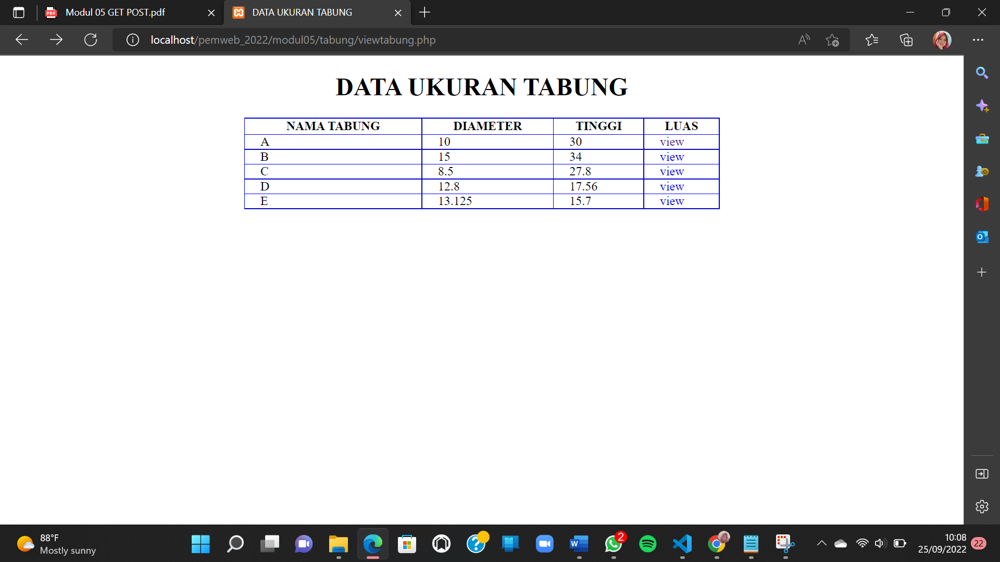 Modul 05 GET POST.pdf
DATA UKURAN TABUNG
localhost/pemweb_2022/modul05/tabung/viewtabung.php
DATA UKURAN TABUNG
NAMA TABUNG DIAMETER TINGGI LUAS
A 10 30 view
B 15 34 view
C 8.5 27.8 view
D 12.8 17.56 view
E 13.125 15.7 view
88°F
Mostly sunny
2
10:08
25/09/2022
22